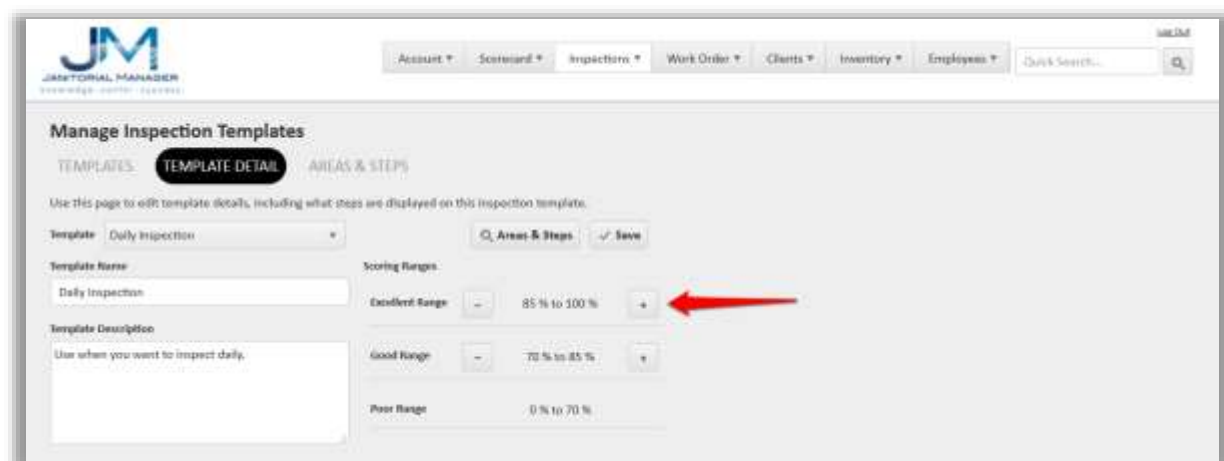 Log Out
JM
JANITORIAL MANAGER
Account Scorecard Inspections Work Order Clients Inventory Employees Quick Search...
Manage Inspection Templates
TEMPLATES TEMPLATE DETAIL AREAS & STEPS
Use this page to edit template details, including what steps are displayed on this inspection template.
Template Daily Inspection Areas & Steps Save
Template Name Scoring Ranges
Daily Inspection Excellent Range - 85 % to 100 % +
Template Description
Use when you want to inspect daily. Good Range - 70 % to 85 % +
Poor Range 0 % to 70 %